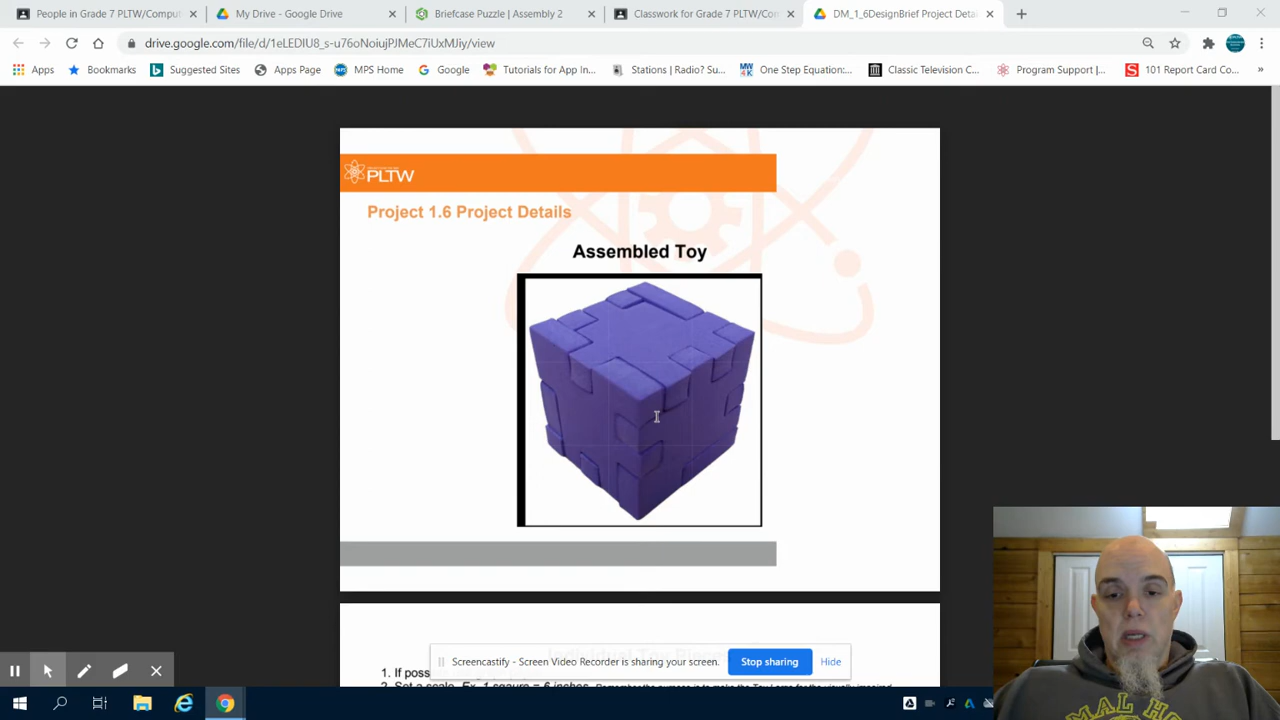 People in Grade 7 PLTW/Comput
My Drive - Google Drive
Briefcase Puzzle | Assembly 2
Classwork for Grade 7 PLTW/Com
DM_1_6DesignBrief Project Detai
drive.google.com/file/d/1eLEDIU8_s-u76oNoiujPJMeC7iUxMJiy/view
Apps
Bookmarks
Suggested Sites
Apps Page
MPS Home
Google
Tutorials for App In...
Stations | Radio? Su...
One Step Equation:...
Classic Television C...
Program Support |...
101 Report Card Co...
PLTW
Project 1.6 Project Details
Assembled Toy
Screencastify - Screen Video Recorder is sharing your screen.
Stop sharing
Hide
1. If poss